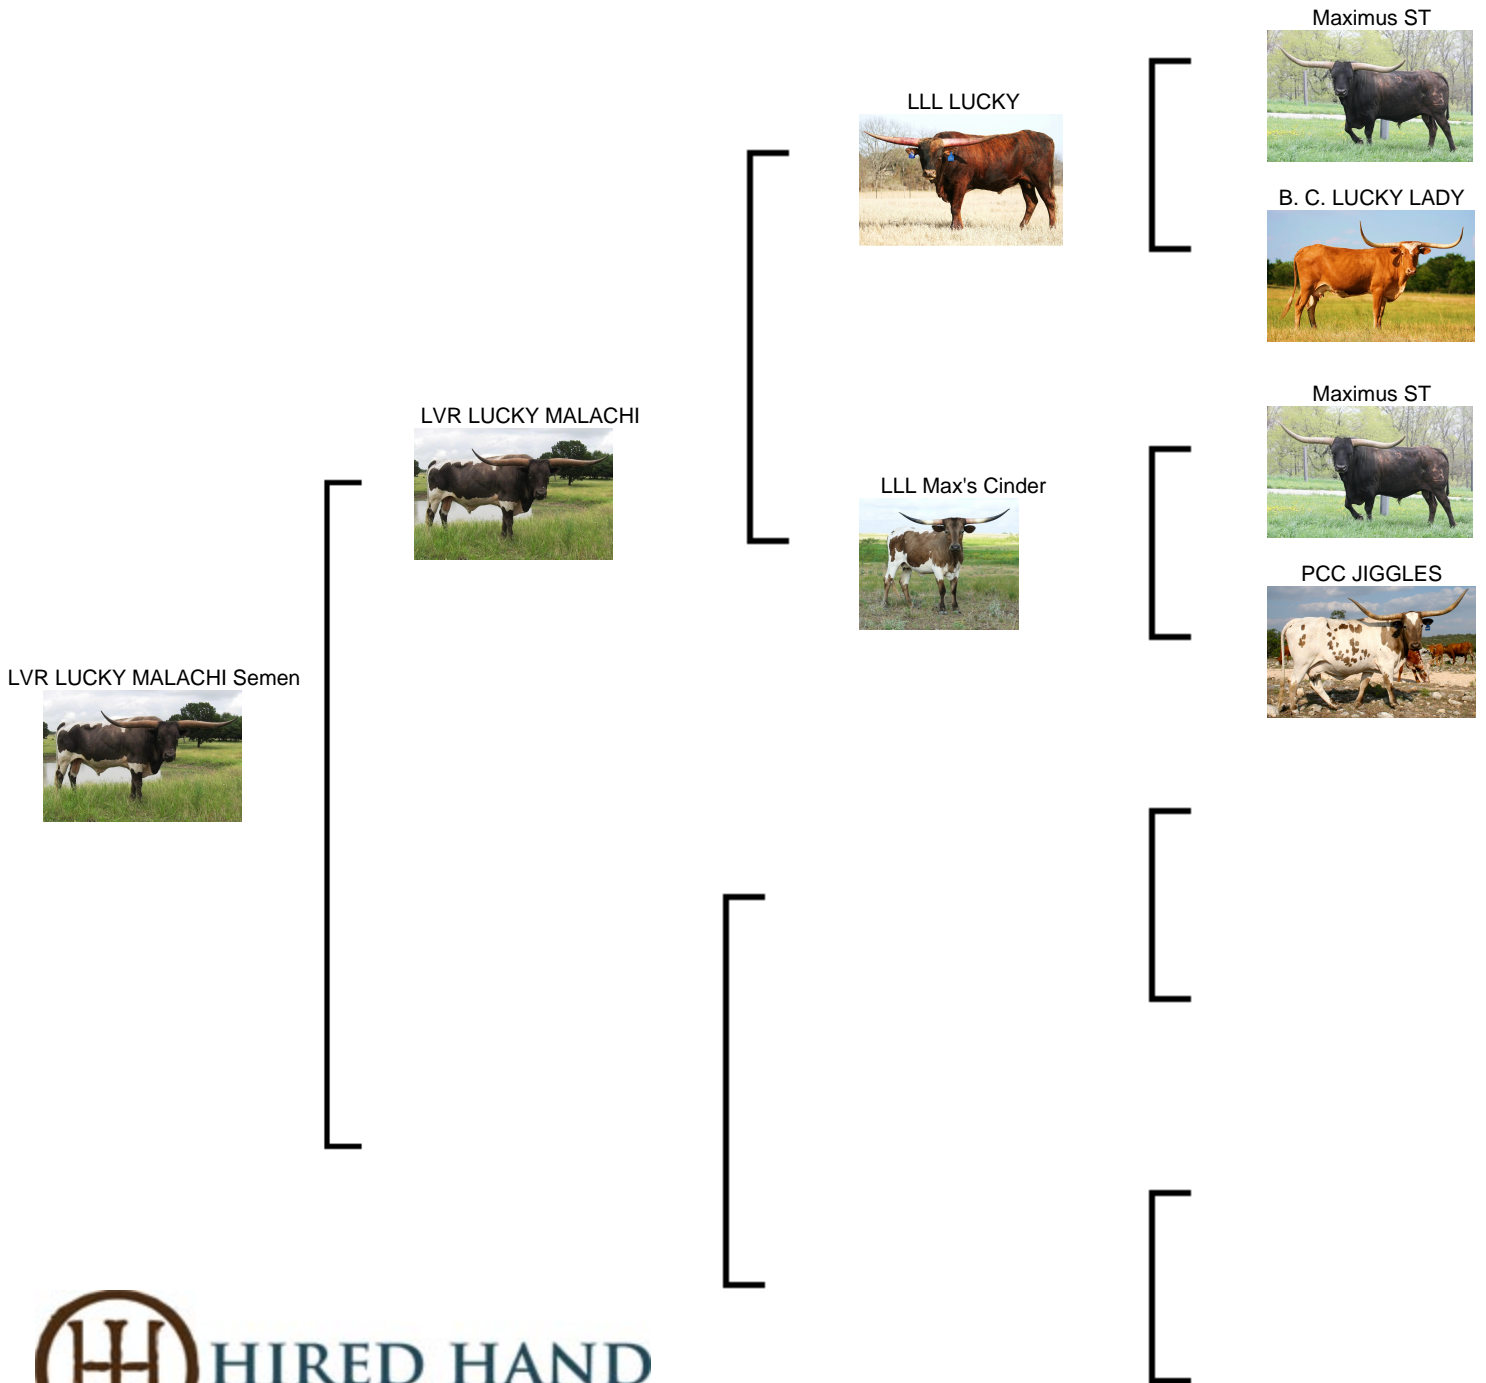 Maximus ST
LLL LUCKY
B. C. LUCKY LADY
Maximus ST
LVR LUCKY MALACHI
LLL Max's Cinder
PCC JIGGLES
LVR LUCKY MALACHI Semen
HIRED HAND